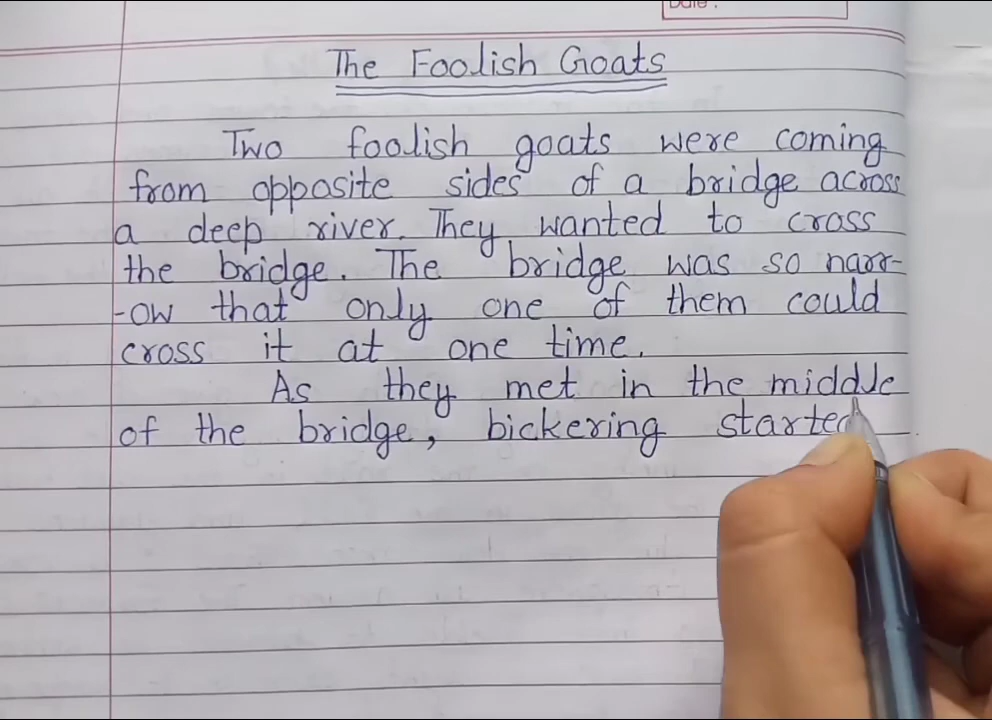 Date :
The Foolish Goats
Two foolish goats were coming
from opposite sides of a bridge across
a deep river. They wanted to cross
the bridge. The bridge was so narr-
-ow that only one of them could
cross it at one time.
As they met in the middle
of the bridge, bickering started